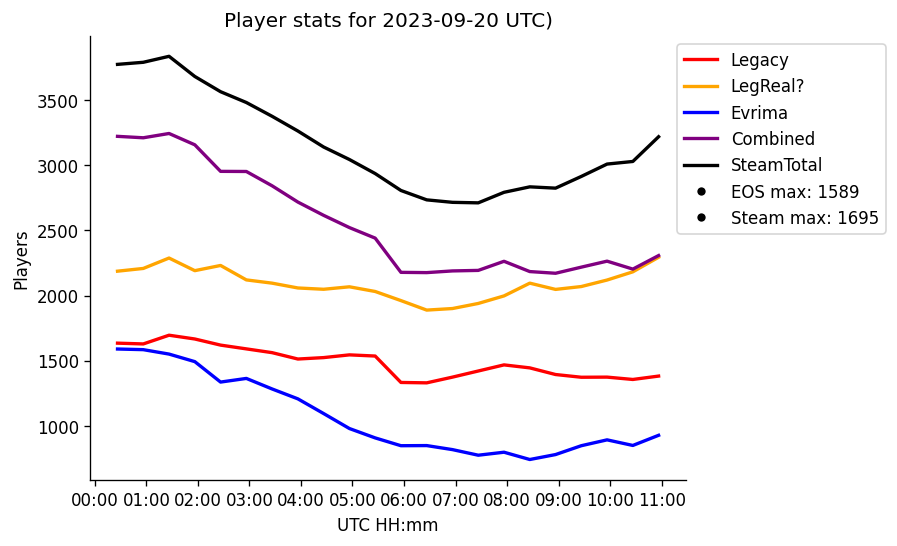 Player stats for 2023-09-20 UTC)
Legacy
LegReal?
Evrima
Combined
SteamTotal
EOS max: 1589
Steam max: 1695
Players
3500
3000
2500
2000
1500
1000
00:00 01:00 02:00 03:00 04:00 05:00 06:00 07:00 08:00 09:00 10:00 11:00
UTC HH:mm